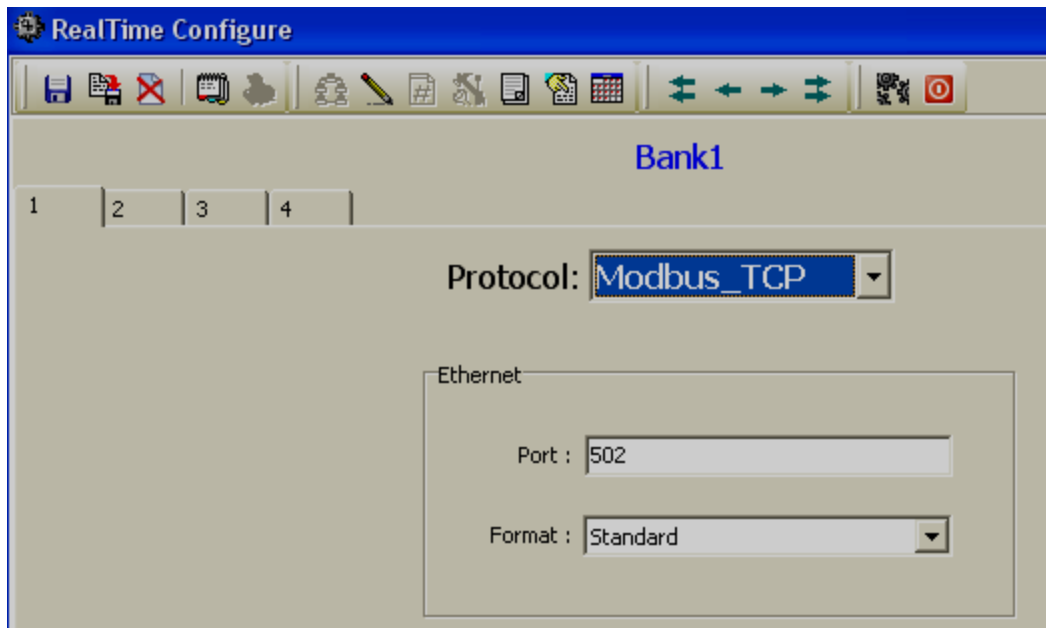 RealTime Configure
Bank1
1 2 3 4
Protocol: Modbus_TCP
Ethernet
Port : 502
Format : Standard